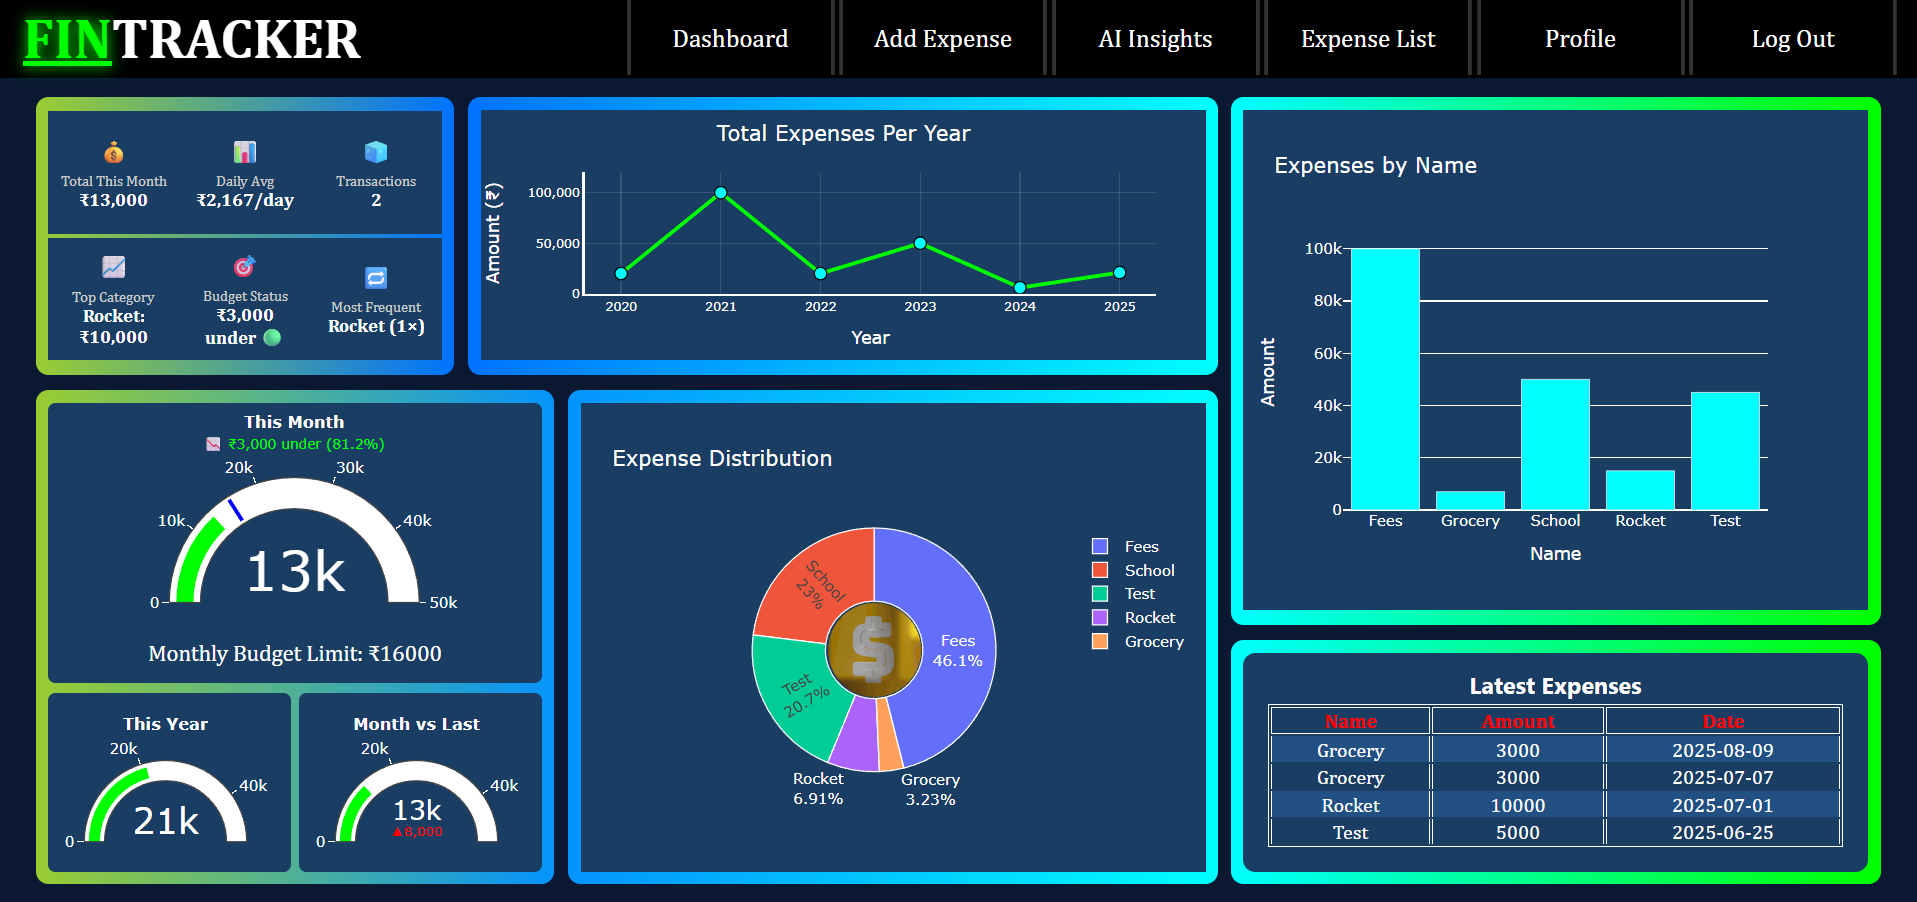 FINTRACKER
Dashboard
Add Expense
AI Insights
Expense List
Profile
Log Out
Total This Month
₹13,000
Daily Avg
₹2,167/day
Transactions
2
Top Category
Rocket:
₹10,000
Budget Status
₹3,000
under
Most Frequent
Rocket (1×)
Total Expenses Per Year
Amount (₹)
100,000
50,000
0
2020 2021 2022 2023 2024 2025
Year
Expenses by Name
Amount
100k
80k
60k
40k
20k
0
Fees Grocery School Rocket Test
Name
This Month
₹3,000 under (81.2%)
0 10k 20k 30k 40k 50k
13k
Monthly Budget Limit: ₹16000
This Year
0 20k 40k
21k
Month vs Last
0 20k 40k
13k
▲8,000
Expense Distribution
School
23%
Fees
46.1%
Test
20.7%
Rocket
6.91%
Grocery
3.23%
Fees
School
Test
Rocket
Grocery
$
Latest Expenses
Name Amount Date
Grocery 3000 2025-08-09
Grocery 3000 2025-07-07
Rocket 10000 2025-07-01
Test 5000 2025-06-25